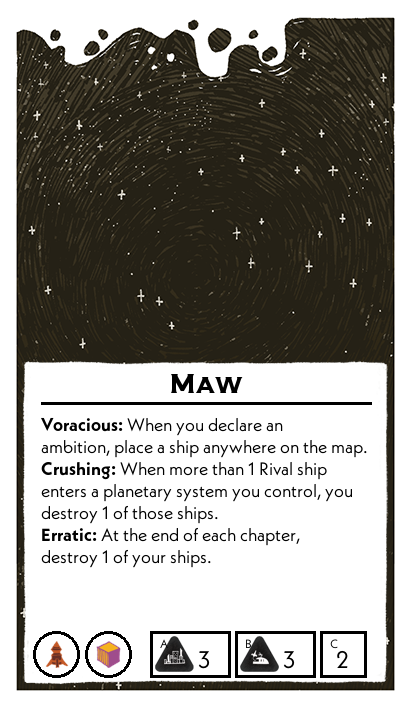 MAW
Voracious: When you declare an
ambition, place a ship anywhere on the map.
Crushing: When more than 1 Rival ship
enters a planetary system you control, you
destroy 1 of those ships.
Erratic: At the end of each chapter,
destroy 1 of your ships.
A 3 B 3 C 2